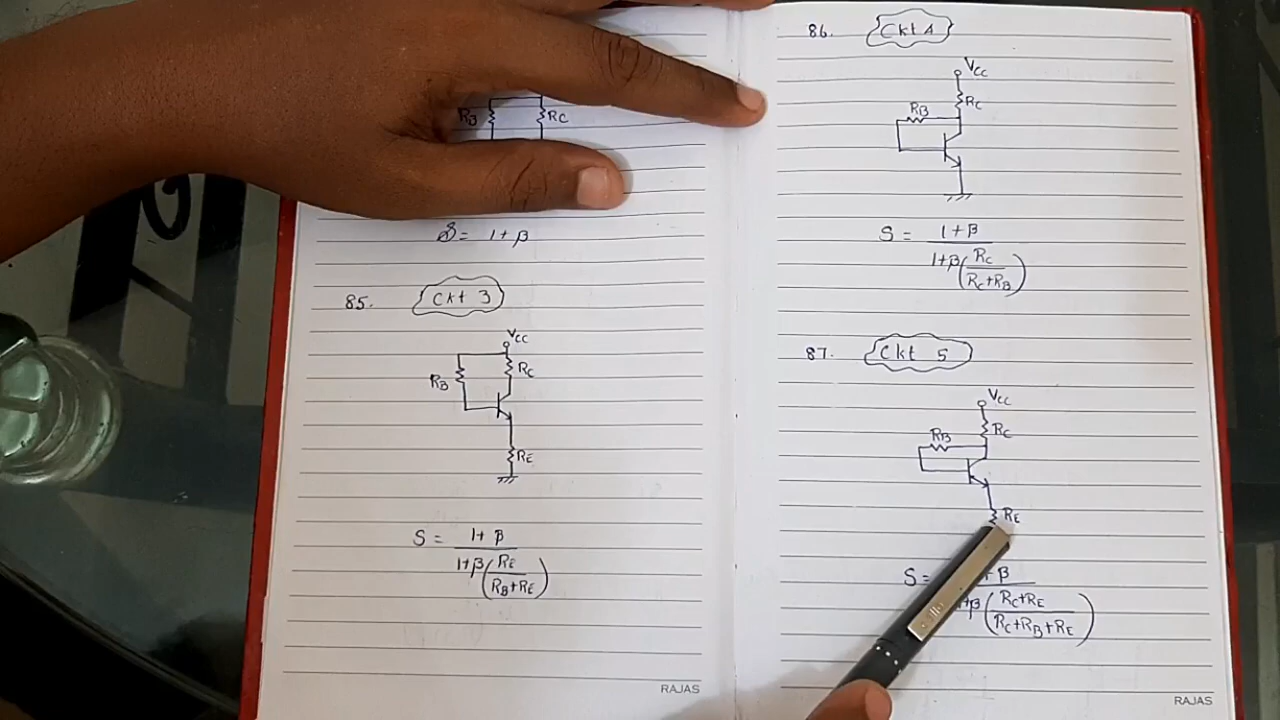 RB RC
S = 1 + β
85. Ckt 3
VCC
RB RC
RE
S = 1 + β
1+β(RE
RB+RE)
RAJAS
86. Ckt 4
VCC
RB RC
S = 1 + β
1+β(RC
RC+RB)
87. Ckt 5
VCC
RB RC
RE
S= + β
+β(RC+RE
RC+RB+RE)
RAJAS